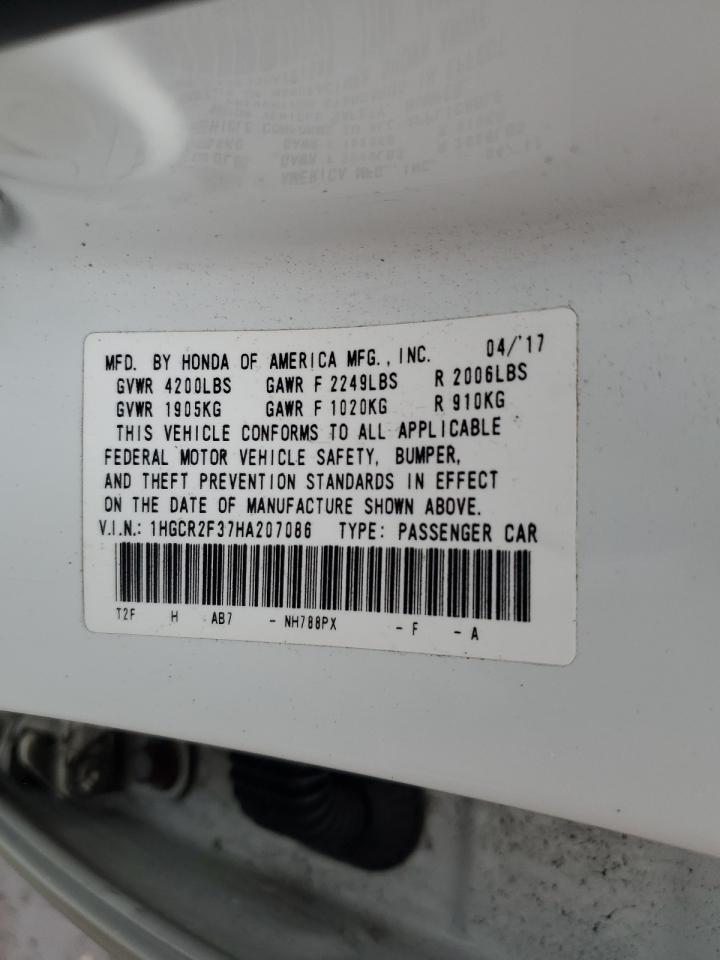 MFD. BY HONDA OF AMERICA MFG., INC. 04/'17
GVWR 4200LBS GAWR F 2249LBS R 2006LBS
GVWR 1905KG GAWR F 1020KG R 910KG
THIS VEHICLE CONFORMS TO ALL APPLICABLE
FEDERAL MOTOR VEHICLE SAFETY, BUMPER,
AND THEFT PREVENTION STANDARDS IN EFFECT
ON THE DATE OF MANUFACTURE SHOWN ABOVE.
V.I.N.: 1HGCR2F37HA207086 TYPE: PASSENGER CAR
T2F H AB7 - NH788PX - F - A